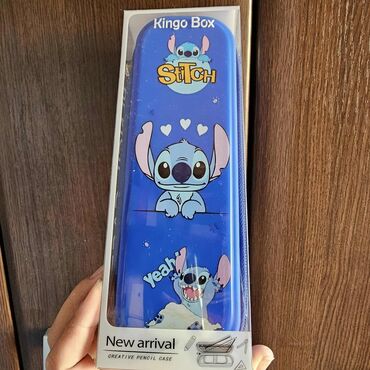 Kingo Box
STITCH
Yeah!
New arrival
CREATIVE PENCIL CASE